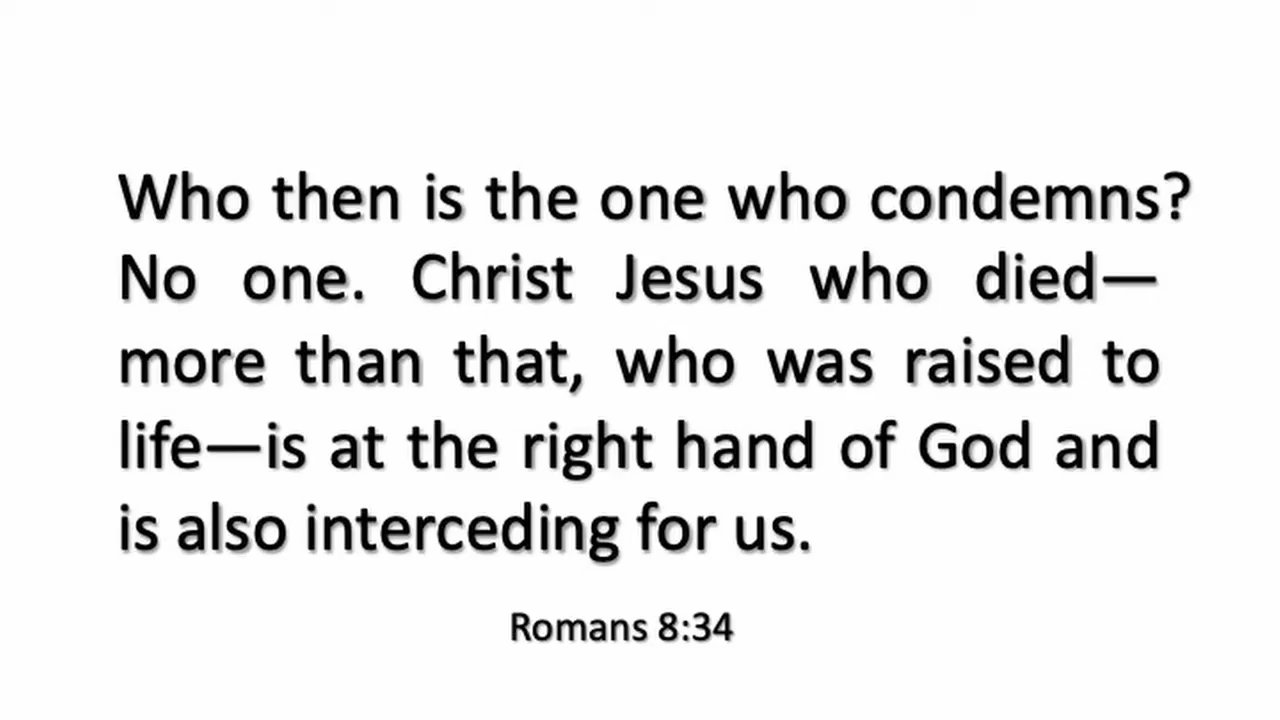 Who then is the one who condemns?
No one. Christ Jesus who died—
more than that, who was raised to
life—is at the right hand of God and
is also interceding for us.
Romans 8:34